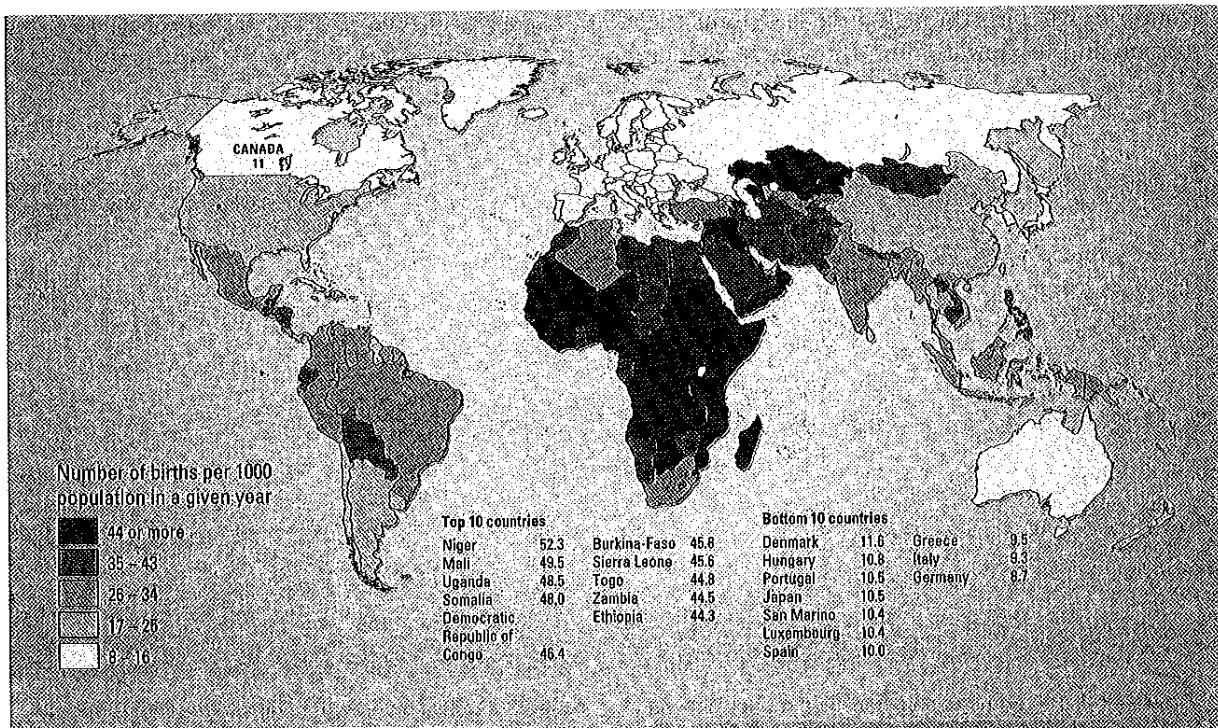 CANADA
11
Number of births per 1000
population in a given year
44 or more
35 – 43
26 – 34
17 – 25
8 – 16
Top 10 countries
Niger 52.3
Mali 49.5
Uganda 48.5
Somalia 48.0
Democratic
Republic of
Congo 46.4
Burkina-Faso 45.8
Sierra Leone 45.6
Togo 44.8
Zambia 44.5
Ethiopia 44.3
Bottom 10 countries
Denmark 11.6
Hungary 10.8
Portugal 10.5
Japan 10.5
San Marino 10.4
Luxembourg 10.4
Spain 10.0
Greece 9.5
Italy 9.3
Germany 8.7